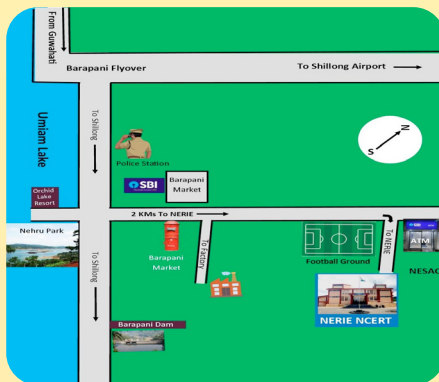 From Guwahati
Barapani Flyover
To Shillong Airport
Umiam Lake
To Shillong
N
S
Police Station
SBI
Barapani
Market
Orchid
Lake
Resort
2 KMs To NERIE
Nehru Park
To Shillong
Barapani
Market
To Factory
Football Ground
To NERIE
SBI
ATM
NESAC
NERIE NCERT
Barapani Dam